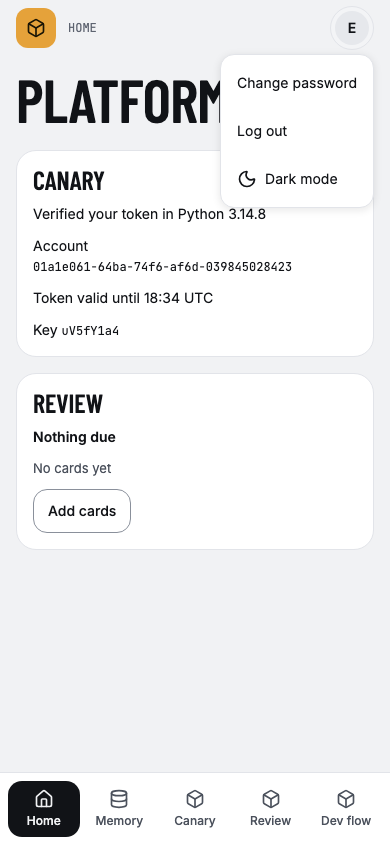 HOME
E
Change password
Log out
Dark mode
PLATFORM
CANARY
Verified your token in Python 3.14.8
Account
01a1e061-64ba-74f6-af6d-039845028423
Token valid until 18:34 UTC
Key uV5fY1a4
REVIEW
Nothing due
No cards yet
Add cards
Home
Memory
Canary
Review
Dev flow